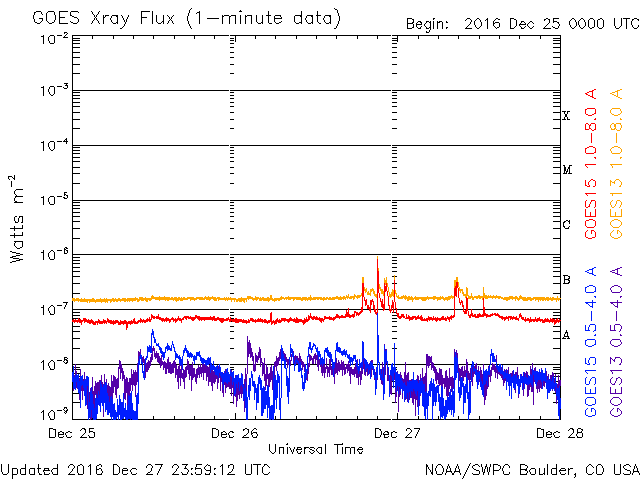 GOES Xray Flux (1-minute data)
Begin: 2016 Dec 25 0000 UTC
10⁻²
10⁻³
10⁻⁴
10⁻⁵
10⁻⁶
10⁻⁷
10⁻⁸
10⁻⁹
Watts m⁻²
X
M
C
B
A
GOES15 1.0-8.0 A
GOES13 1.0-8.0 A
GOES15 0.5-4.0 A
GOES13 0.5-4.0 A
Dec 25 Dec 26 Dec 27 Dec 28
Universal Time
Updated 2016 Dec 27 23:59:12 UTC
NOAA/SWPC Boulder, CO USA